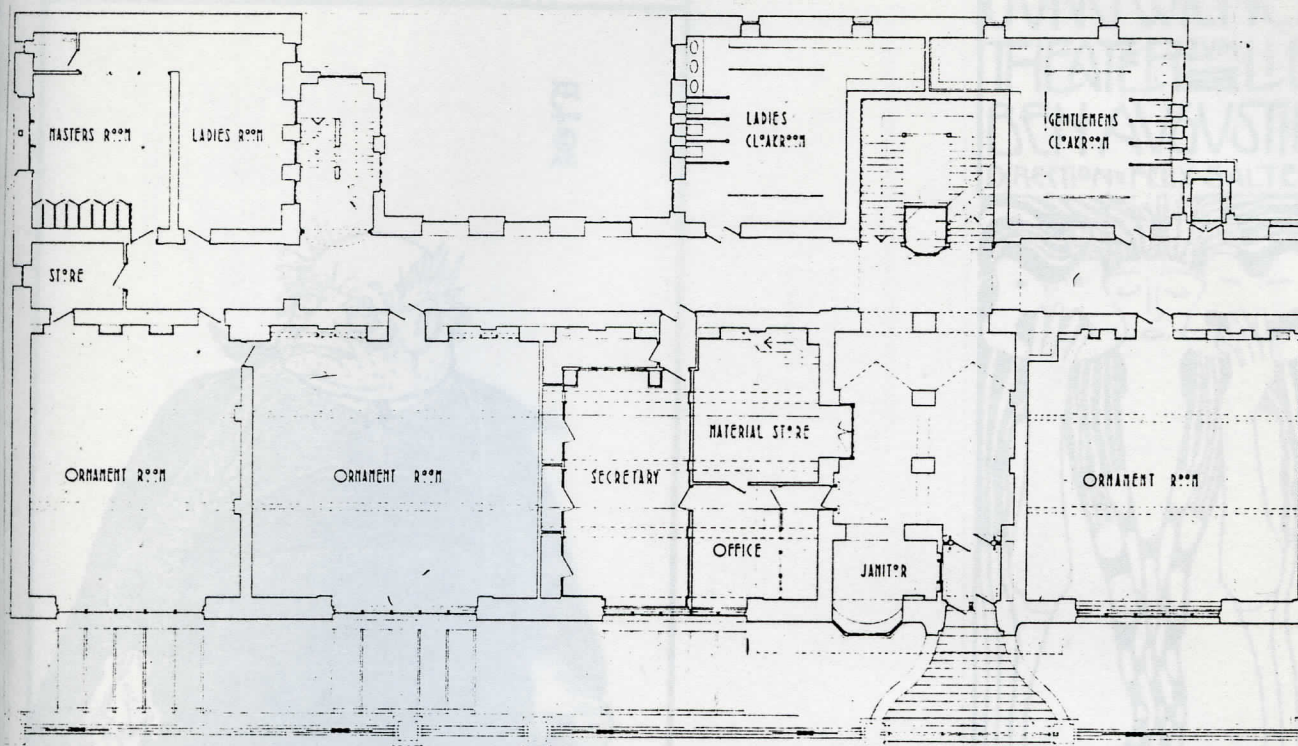 MASTERS ROOM
LADIES ROOM
LADIES
CLOAKROOM
GENTLEMENS
CLOAKROOM
STORE
ORNAMENT ROOM
ORNAMENT ROOM
SECRETARY
MATERIAL STORE
OFFICE
JANITOR
ORNAMENT ROOM